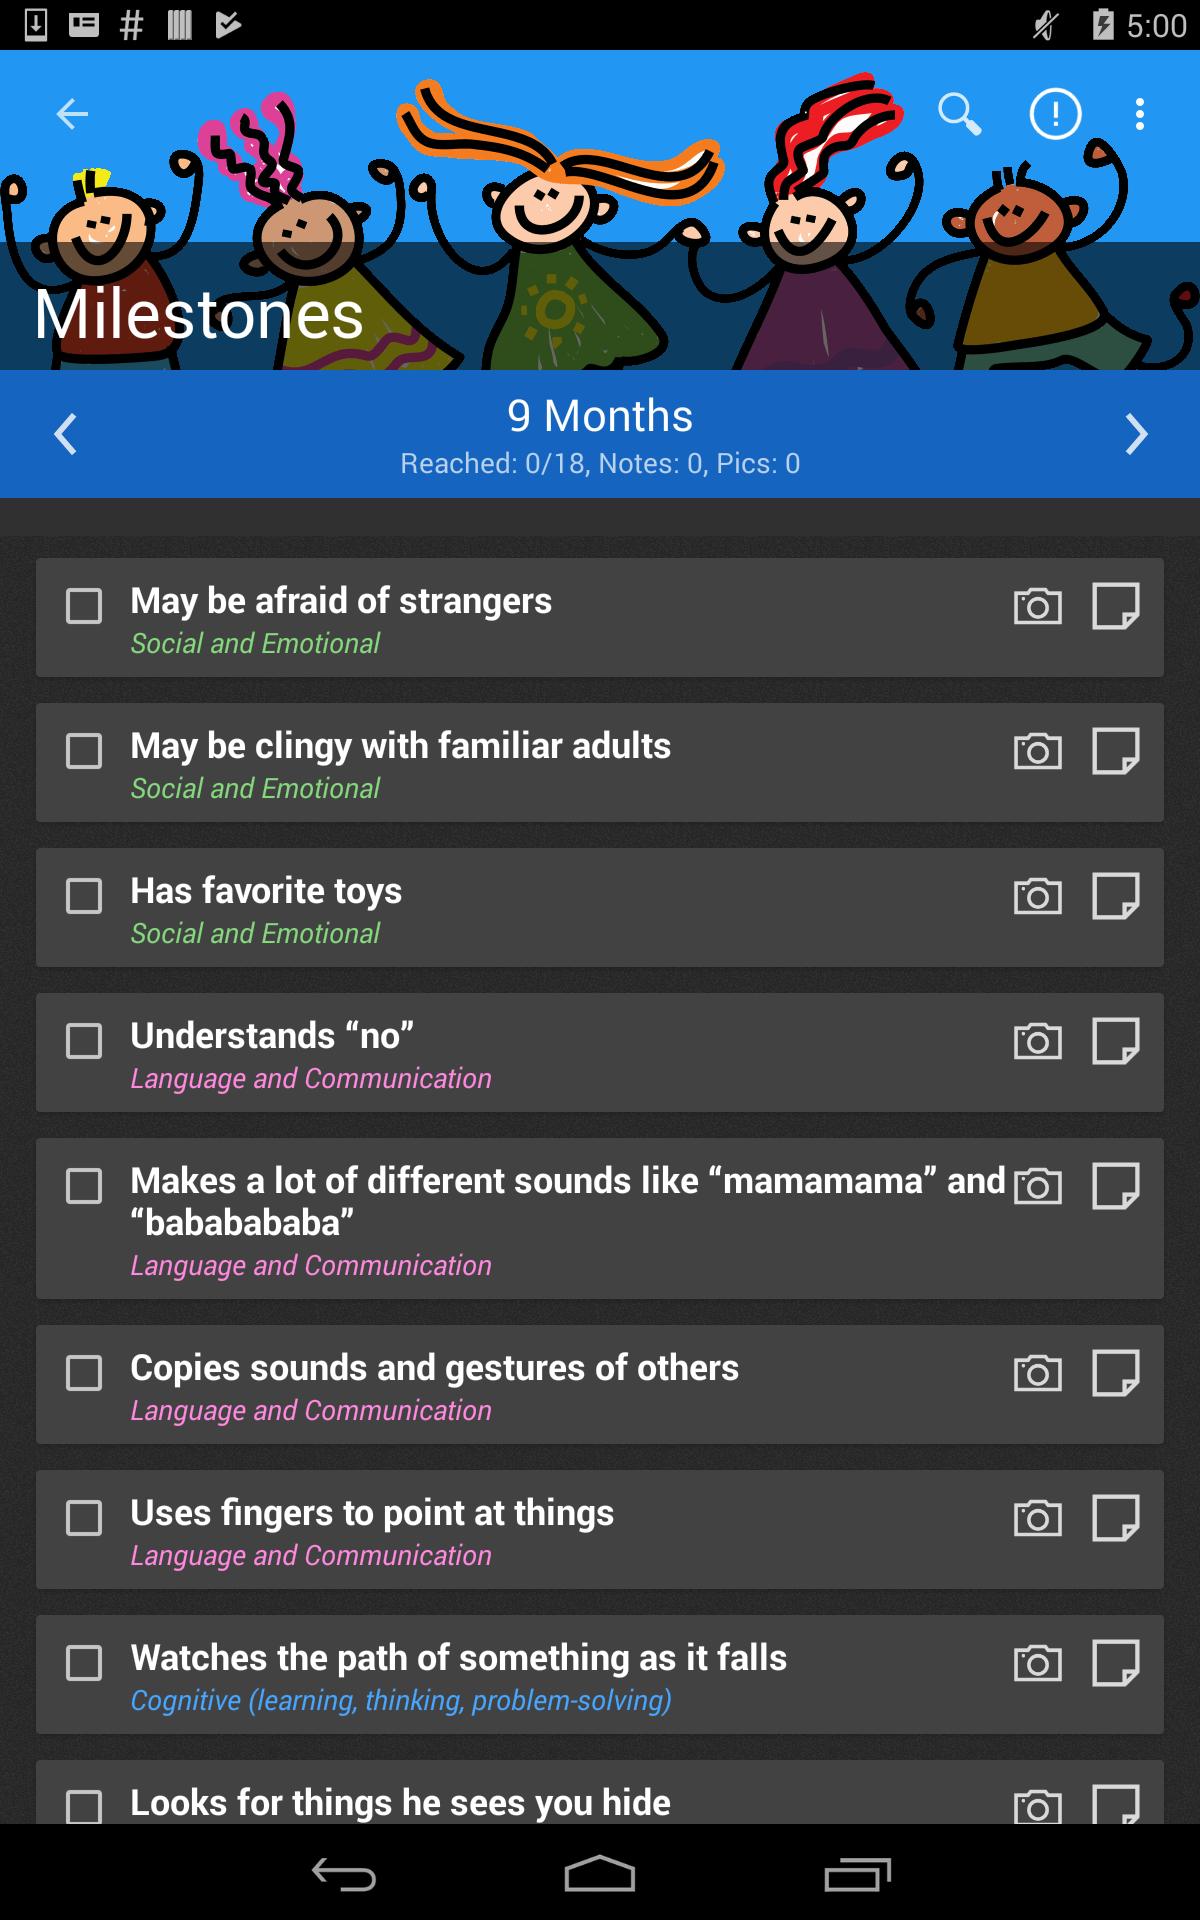 5:00
Milestones
9 Months
Reached: 0/18, Notes: 0, Pics: 0
May be afraid of strangers
Social and Emotional
May be clingy with familiar adults
Social and Emotional
Has favorite toys
Social and Emotional
Understands “no”
Language and Communication
Makes a lot of different sounds like “mamamama” and
“babababababa”
Language and Communication
Copies sounds and gestures of others
Language and Communication
Uses fingers to point at things
Language and Communication
Watches the path of something as it falls
Cognitive (learning, thinking, problem-solving)
Looks for things he sees you hide